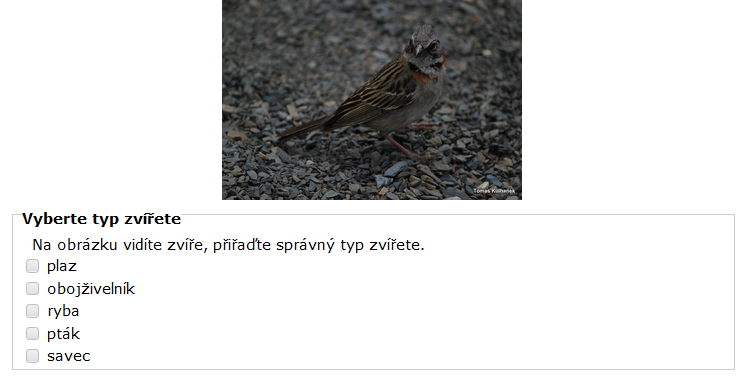 Tomas Kulhanek
Vyberte typ zvířete
Na obrázku vidíte zvíře, přiřaďte správný typ zvířete.
plaz
obojživelník
ryba
pták
savec